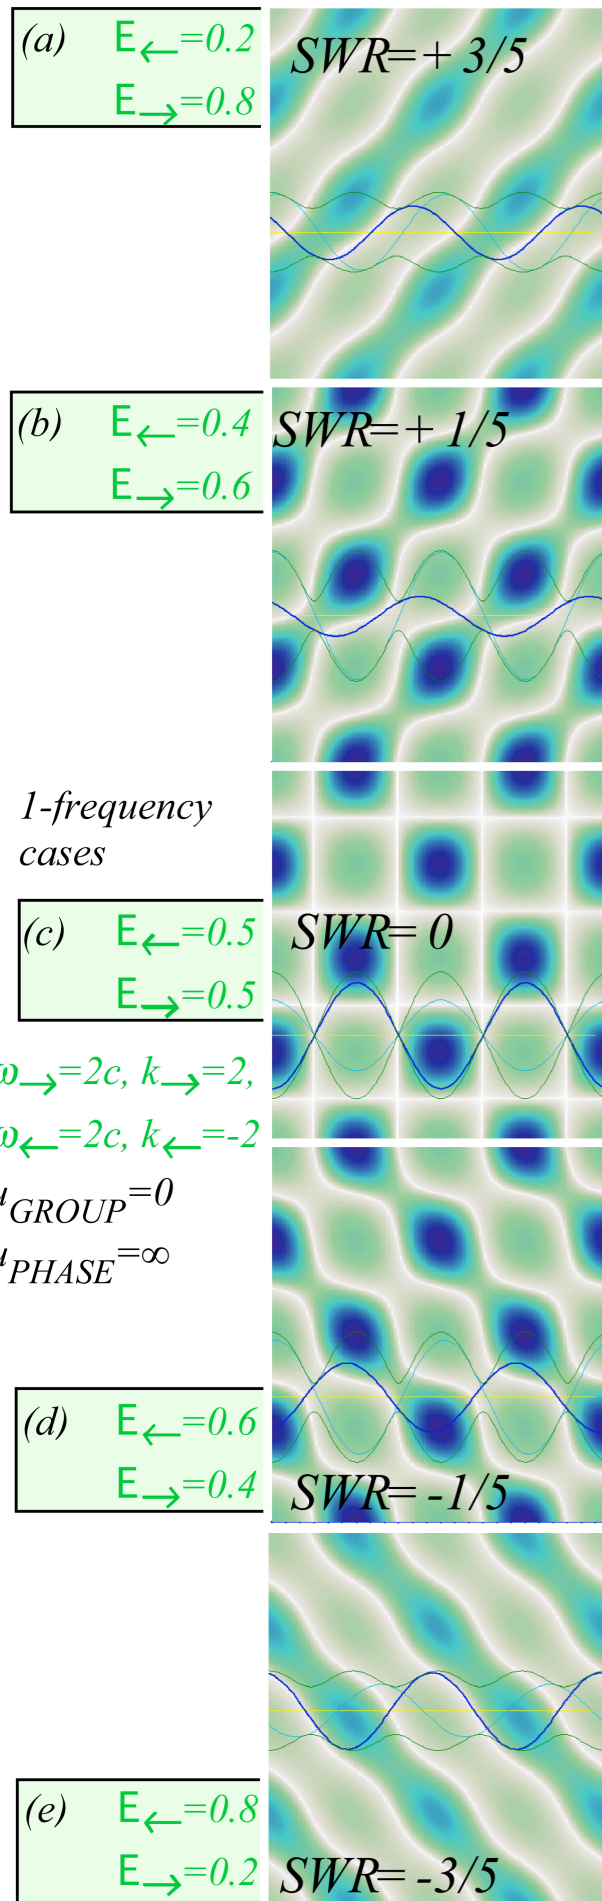 (a) E←=0.2
E→=0.8
SWR=+3/5
(b) E←=0.4
E→=0.6
SWR=+1/5
1-frequency
cases
(c) E←=0.5
E→=0.5
SWR=0
ω→=2c, k→=2,
ω←=2c, k←=-2
u_GROUP=0
u_PHASE=∞
(d) E←=0.6
E→=0.4
SWR=-1/5
(e) E←=0.8
E→=0.2
SWR=-3/5